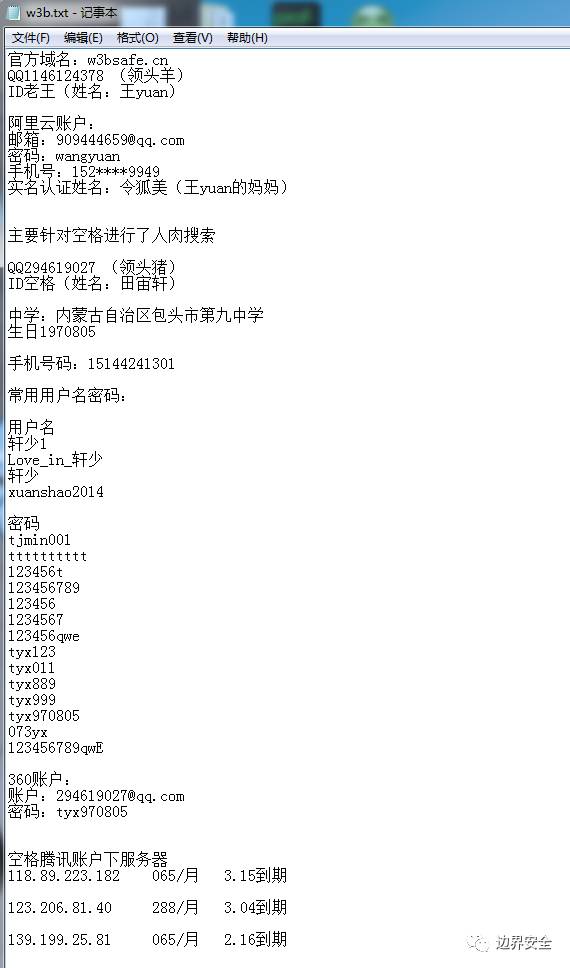 w3b.txt - 记事本
文件(F) 编辑(E) 格式(O) 查看(V) 帮助(H)
官方域名：w3bsafe.cn
QQ1146124378 （领头羊）
ID老王（姓名：王yuan）
阿里云账户：
邮箱：909444659@qq.com
密码：wangyuan
手机号：152****9949
实名认证姓名：令狐美（王yuan的妈妈）
主要针对空格进行了人肉搜索
QQ294619027 （领头猪）
ID空格（姓名：田宙轩）
中学：内蒙古自治区包头市第九中学
生日1970805
手机号码：15144241301
常用用户名密码：
用户名
轩少1
Love_in_轩少
轩少
xuanshao2014
密码
tjmin001
tttttttttt
123456t
123456789
123456
1234567
123456qwe
tyx123
tyx011
tyx889
tyx999
tyx970805
073yx
123456789qwE
360账户：
账户：294619027@qq.com
密码：tyx970805
空格腾讯账户下服务器
118.89.223.182 065/月 3.15到期
123.206.81.40 288/月 3.04到期
139.199.25.81 065/月 2.16到期
边界安全